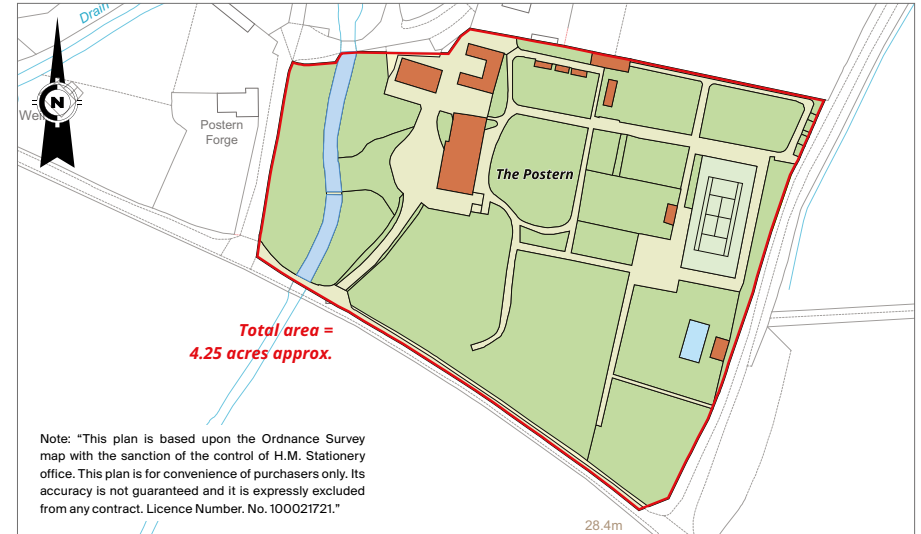 Drain
N
We
Postern
Forge
The Postern
Total area =
4.25 acres approx.
Note: “This plan is based upon the Ordnance Survey
map with the sanction of the control of H.M. Stationery
office. This plan is for convenience of purchasers only. Its
accuracy is not guaranteed and it is expressly excluded
from any contract. Licence Number. No. 100021721.”
28.4m